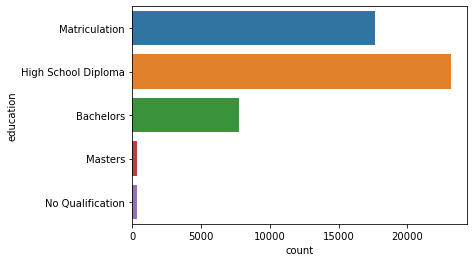 Matriculation
High School Diploma
Bachelors
Masters
No Qualification
education
0 5000 10000 15000 20000
count